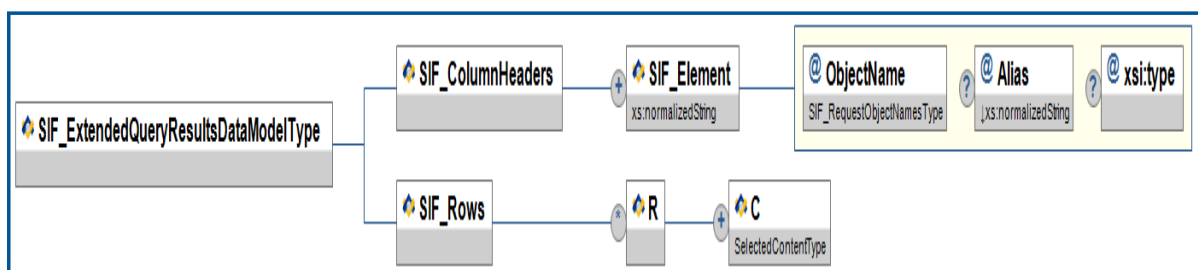 SIF_ExtendedQueryResultsDataModelType
SIF_ColumnHeaders
+
SIF_Element
xs:normalizedString
@ ObjectName
SIF_RequestObjectNamesType
?
@ Alias
↓xs:normalizedString
?
@ xsi:type
SIF_Rows
*
R
+
C
SelectedContentType